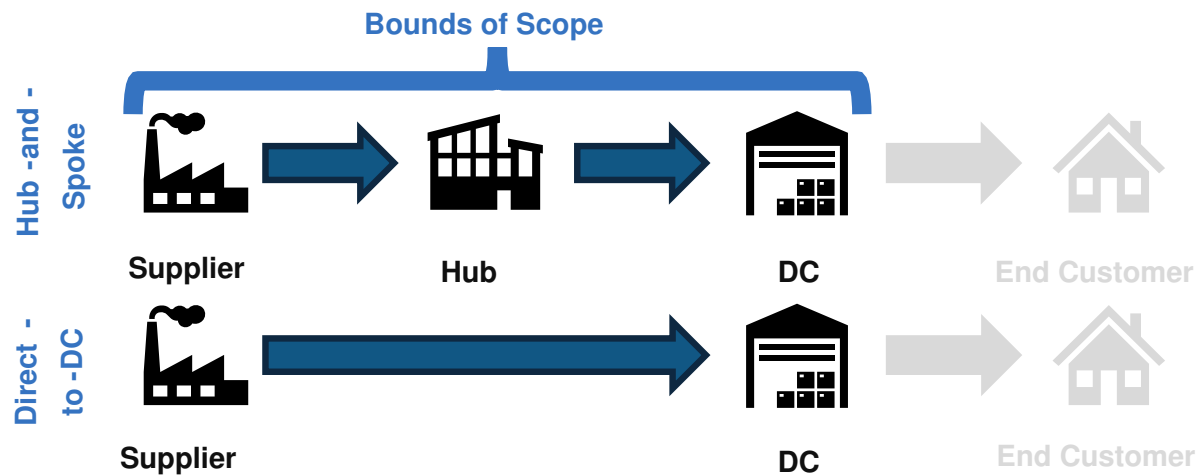 Bounds of Scope
Hub -and -
Spoke
Supplier
Hub
DC
End Customer
Direct -
to -DC
Supplier
DC
End Customer